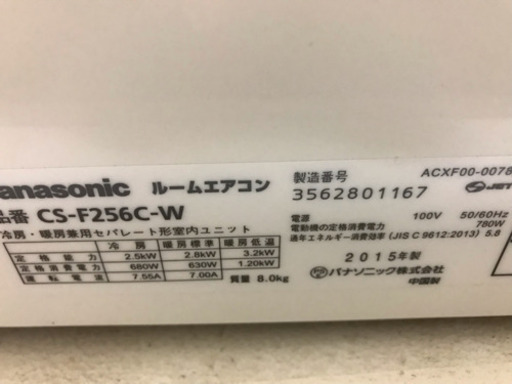 Panasonic ルームエアコン
品番 CS-F256C-W
冷房・暖房兼用セパレート形室内ユニット
冷房 暖房標準 暖房低温
定格能力 2.5kW 2.8kW 3.2kW
定格消費電力 680W 630W 1.20kW
運転電流 7.55A 7.00A
質量 8.0kg
製造番号 ACXF00-0078
3562801167 JET
電源 100V 50/60Hz
電動機の定格消費電力 780W
通年エネルギー消費効率 (JIS C 9612:2013) 5.8
2015年製
パナソニック株式会社
中国製